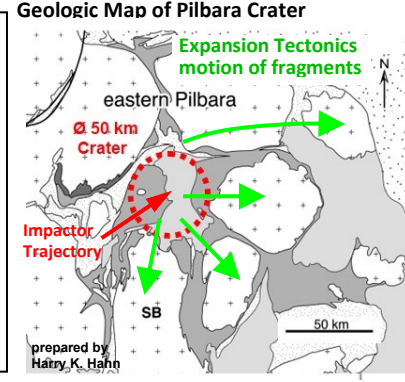 Geologic Map of Pilbara Crater
Expansion Tectonics
motion of fragments
N
eastern Pilbara
Ø 50 km
Crater
Impactor
Trajectory
SB
50 km
prepared by
Harry K. Hahn